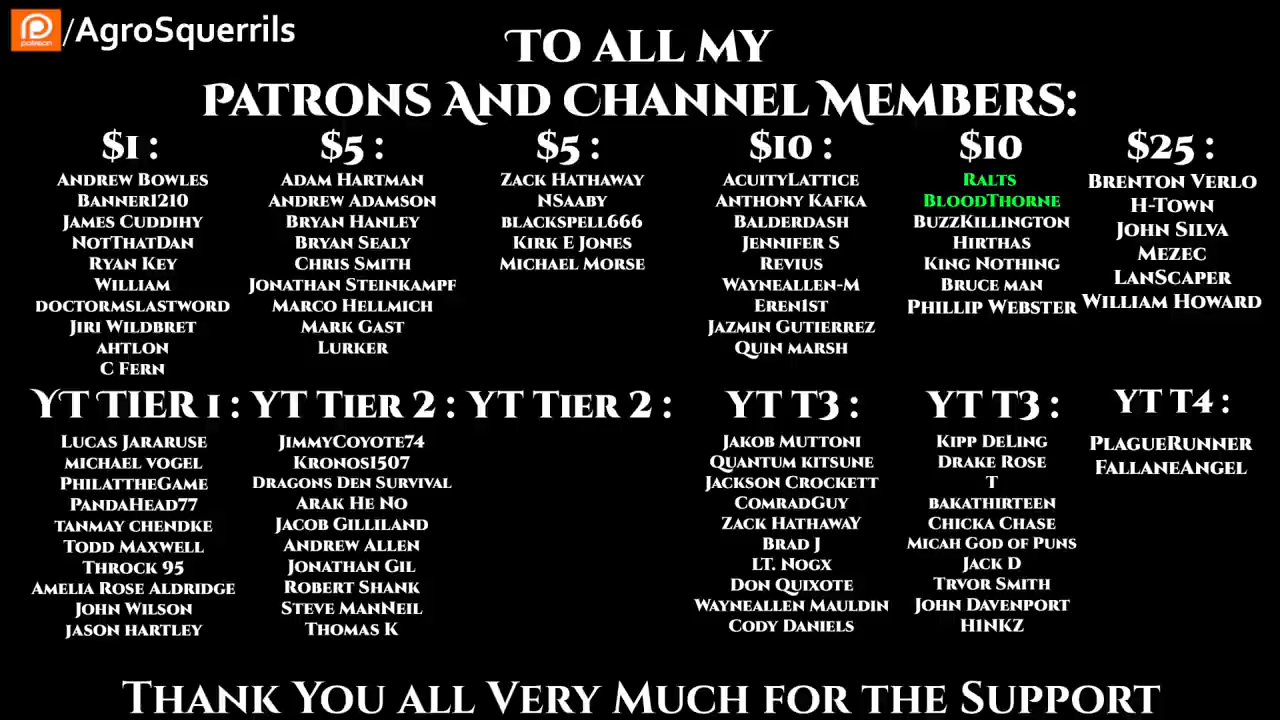 patreon
/AgroSquerrils
To all my
Patrons And Channel Members:
$1 :
Andrew Bowles
Banner1210
James Cuddihy
NotThatDan
Ryan Key
William
doctormslastword
Jiri Wildbret
ahtlon
C Fern
$5 :
Adam Hartman
Andrew Adamson
Bryan Hanley
Bryan Sealy
Chris Smith
Jonathan Steinkampf
Marco Hellmich
Mark Gast
Lurker
$5 :
Zack Hathaway
NSaaby
blackspell666
Kirk E Jones
Michael Morse
$10 :
AcuityLattice
Anthony Kafka
Balderdash
Jennifer S
Revius
Wayneallen-M
Eren1st
Jazmin Gutierrez
Quin marsh
$10
Ralts
BloodThorne
BuzzKillington
Hirthas
King Nothing
Bruce man
Phillip Webster
$25 :
Brenton Verlo
H-Town
John Silva
Mezec
LanScaper
William Howard
YT Tier 1 :
Lucas Jararuse
michael vogel
PhilattheGame
PandaHead77
tanmay chendke
Todd Maxwell
Throck 95
Amelia Rose Aldridge
John Wilson
jason hartley
YT Tier 2 :
JimmyCoyote74
Kronos1507
Dragons Den Survival
Arak He No
Jacob Gilliland
Andrew Allen
Jonathan Gil
Robert Shank
Steve ManNeil
Thomas K
YT Tier 2 :
YT T3 :
Jakob Muttoni
Quantum kitsune
Jackson Crockett
ComradGuy
Zack HathawaY
Brad J
Lt. Nogx
Don Quixote
Wayneallen Mauldin
Cody Daniels
YT T3 :
Kipp DeLing
Drake Rose
T
bakathirteen
Chicka Chase
Micah God of Puns
Jack D
Trvor Smith
John Davenport
H1NKZ
YT T4 :
PlagueRunner
FallaneAngel
Thank You all Very Much for the Support